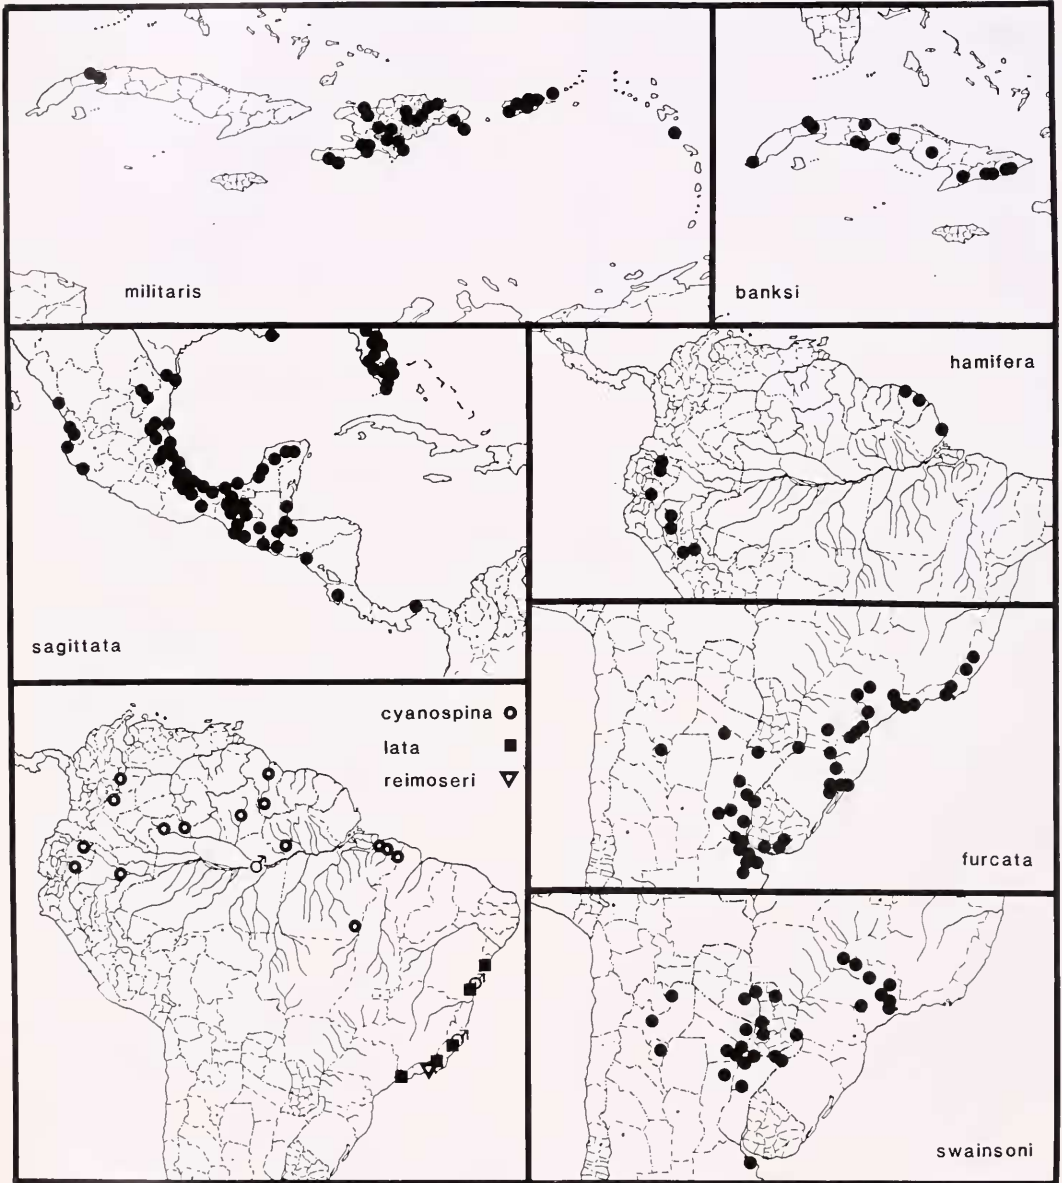 militaris
banksi
sagittata
hamifera
furcata
cyanospina
lata
reimoseri
swainsoni